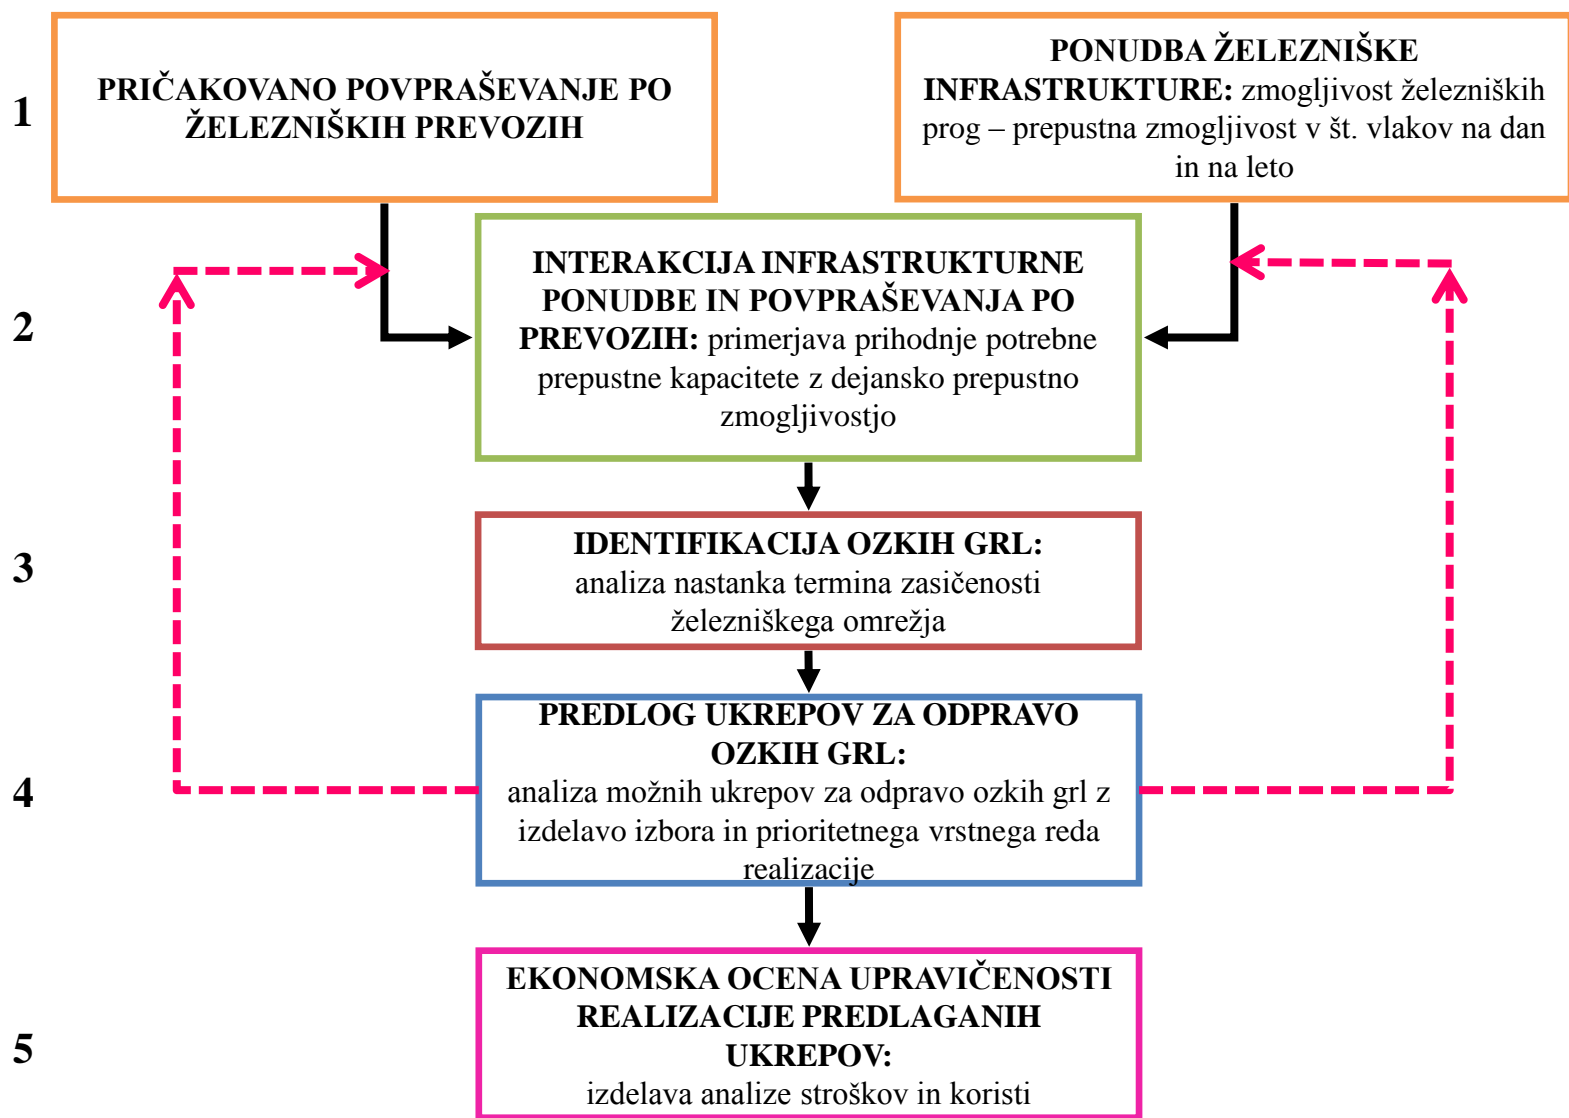 1
PRIČAKOVANO POVPRAŠEVANJE PO
ŽELEZNIŠKIH PREVOZIH
PONUDBA ŽELEZNIŠKE
INFRASTRUKTURE: zmogljivost železniških
prog – prepustna zmogljivost v št. vlakov na dan
in na leto
2
INTERAKCIJA INFRASTRUKTURNE
PONUDBE IN POVPRAŠEVANJA PO
PREVOZIH: primerjava prihodnje potrebne
prepustne kapacitete z dejansko prepustno
zmogljivostjo
3
IDENTIFIKACIJA OZKIH GRL:
analiza nastanka termina zasičenosti
železniškega omrežja
4
PREDLOG UKREPOV ZA ODPRAVO
OZKIH GRL:
analiza možnih ukrepov za odpravo ozkih grl z
izdelavo izbora in prioritetnega vrstnega reda
realizacije
5
EKONOMSKA OCENA UPRAVIČENOSTI
REALIZACIJE PREDLAGANIH
UKREPOV:
izdelava analize stroškov in koristi